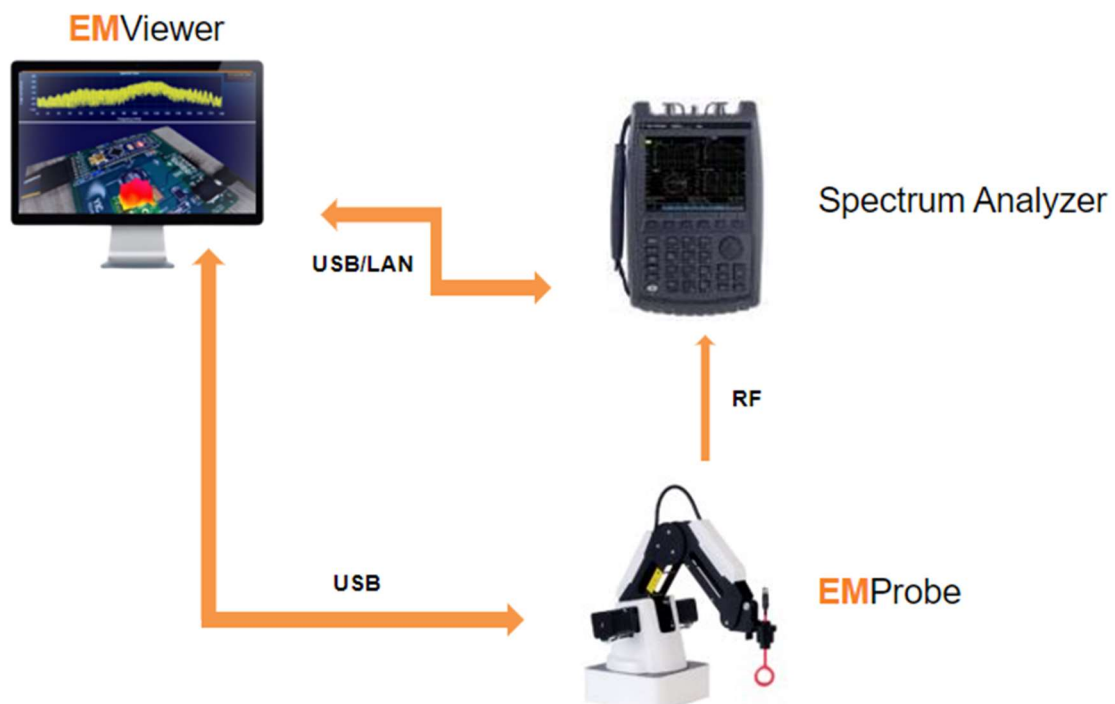 EMViewer
Spectrum Analyzer
USB/LAN
RF
USB
EMProbe